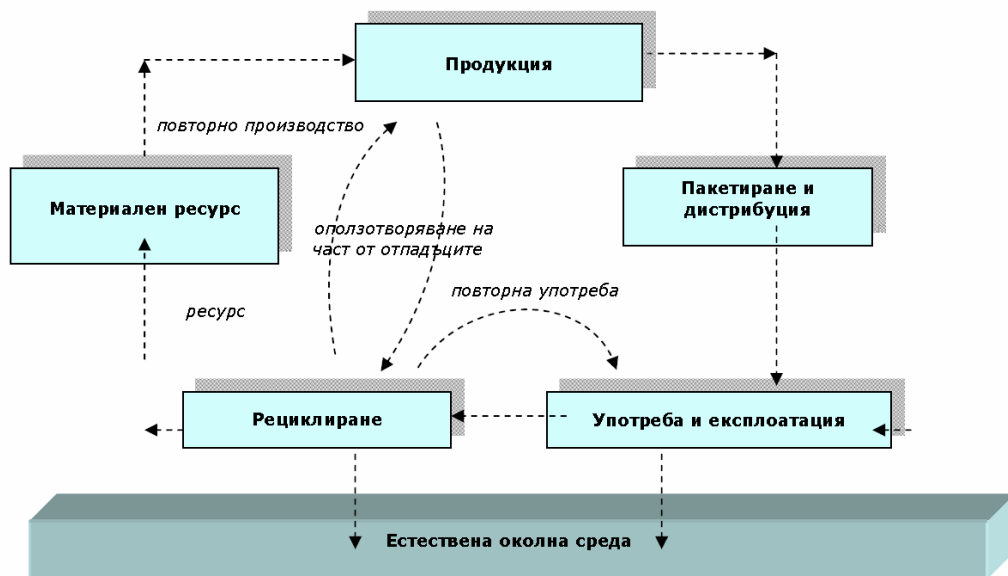 Продукция
повторно производство
Материален ресурс
Пакетиране и
дистрибуция
оползотворяване на
част от отпадъците
повторна употреба
ресурс
Рециклиране
Употреба и експлоатация
Естествена околна среда